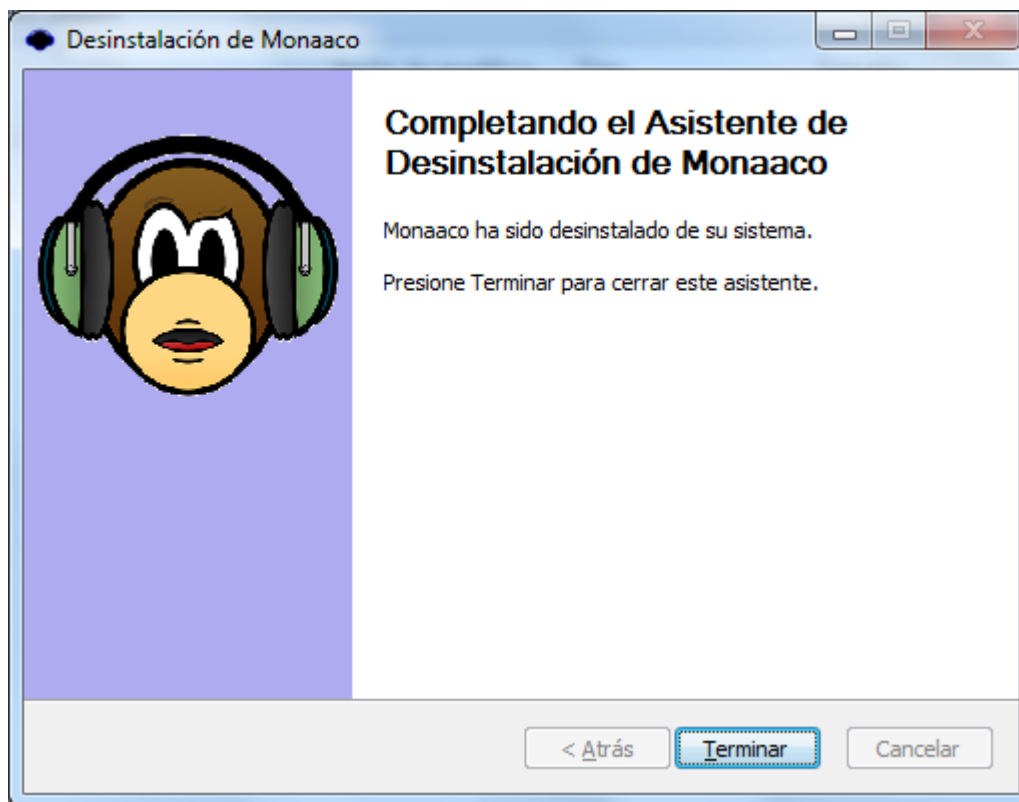 Desinstalación de Monaaco
Completando el Asistente de
Desinstalación de Monaaco
Monaaco ha sido desinstalado de su sistema.
Presione Terminar para cerrar este asistente.
< Atrás
Terminar
Cancelar